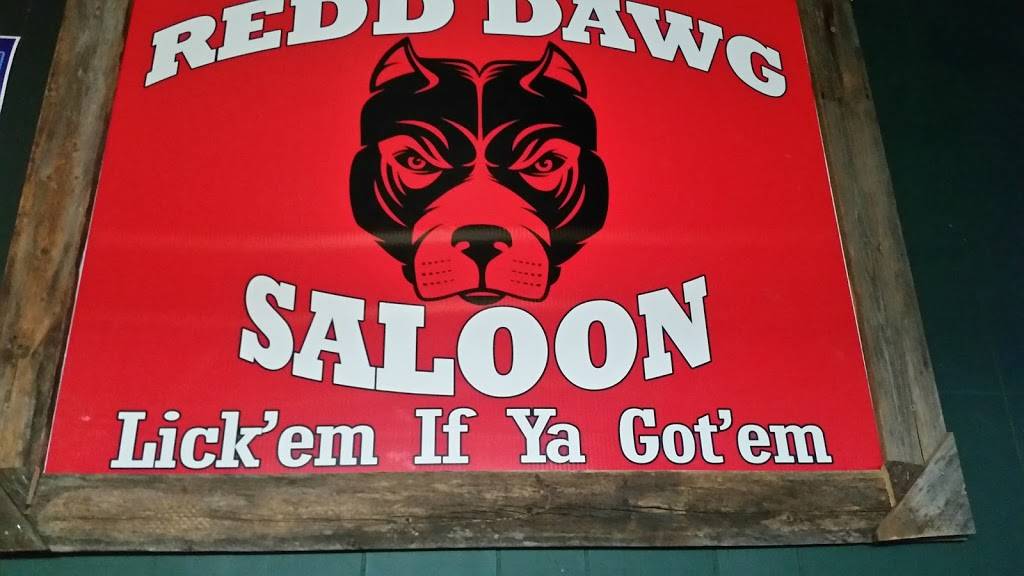 REDD DAWG
SALOON
Lick'em If Ya Got'em